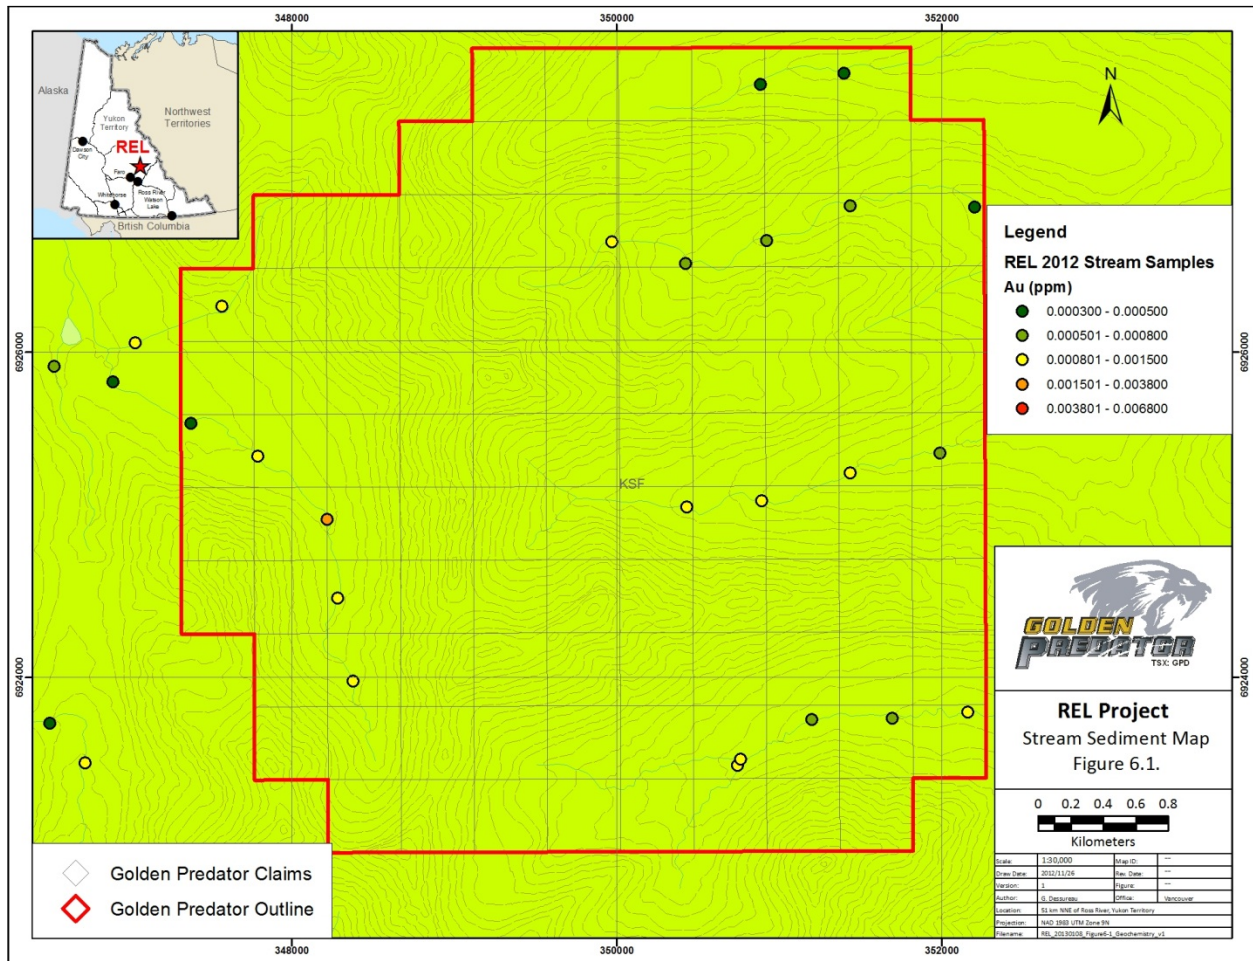 348000
350000
352000
Alaska
Northwest
Territories
Yukon
Territory
REL
Dawson
City
Faro
Ross River
Whitehorse
Watson
Lake
British Columbia
N
Legend
REL 2012 Stream Samples
Au (ppm)
0.000300 - 0.000500
0.000501 - 0.000800
0.000801 - 0.001500
0.001501 - 0.003800
0.003801 - 0.006800
6926000
6926000
KSF
6924000
6924000
GOLDEN
PREDATOR
TSX: GPD
REL Project
Stream Sediment Map
Figure 6.1.
0 0.2 0.4 0.6 0.8
Kilometers
Scale: 1:30,000 Map ID: ---
Draw Date: 2012/11/26 Rev. Date: ---
Version: 1 Figure: ---
Author: G. Dessureau Office: Vancouver
Location: 51 km NNE of Ross River, Yukon Territory
Projection: NAD 1983 UTM Zone 9N
Filename: REL_20130108_Figure6-1_Geochemistry_v1
Golden Predator Claims
Golden Predator Outline
348000
350000
352000